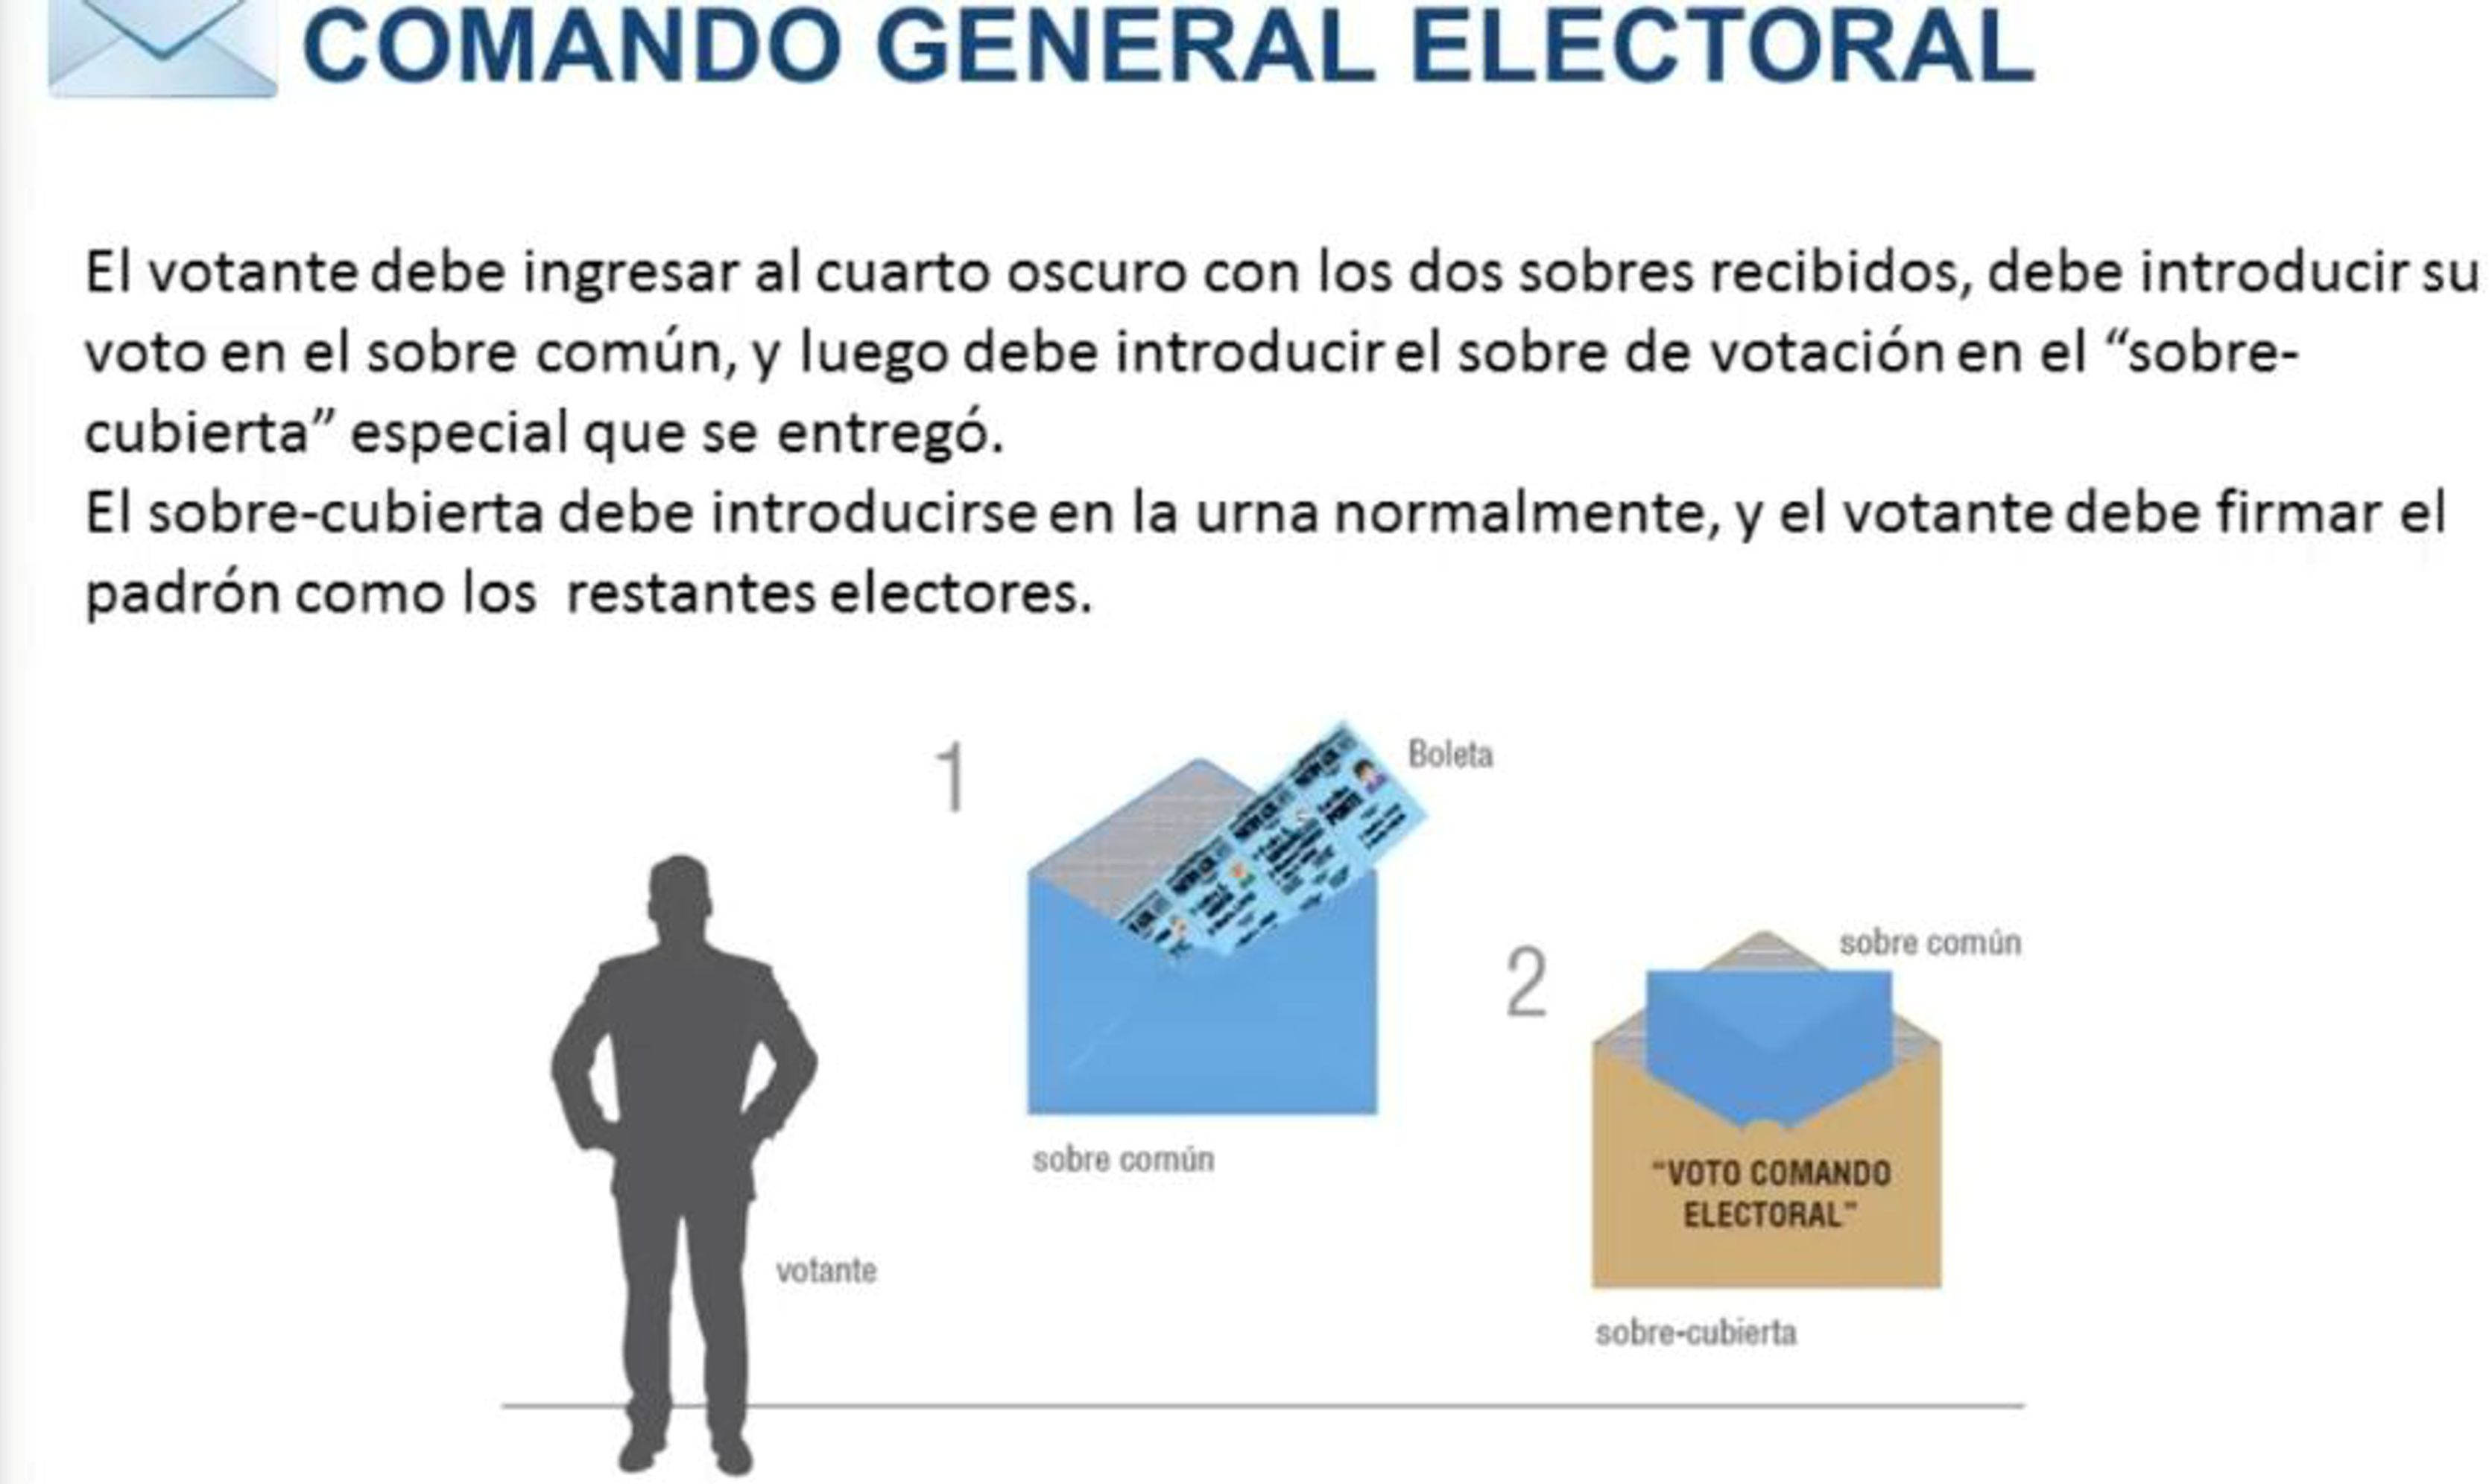 COMANDO GENERAL ELECTORAL
El votante debe ingresar al cuarto oscuro con los dos sobres recibidos, debe introducir su
voto en el sobre común, y luego debe introducir el sobre de votación en el “sobre-
cubierta” especial que se entregó.
El sobre-cubierta debe introducirse en la urna normalmente, y el votante debe firmar el
padrón como los restantes electores.
1
Boleta
sobre común
2
sobre común
"VOTO COMANDO
ELECTORAL"
votante
sobre-cubierta